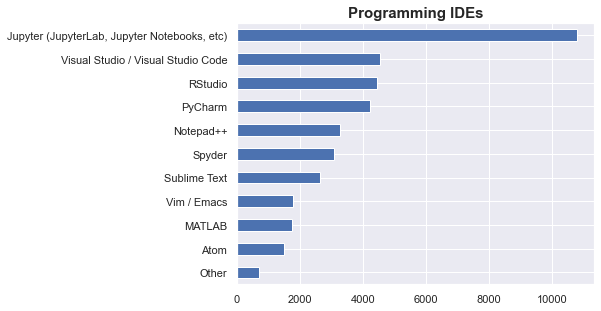 Programming IDEs
Jupyter (JupyterLab, Jupyter Notebooks, etc)
Visual Studio / Visual Studio Code
RStudio
PyCharm
Notepad++
Spyder
Sublime Text
Vim / Emacs
MATLAB
Atom
Other
0 2000 4000 6000 8000 10000